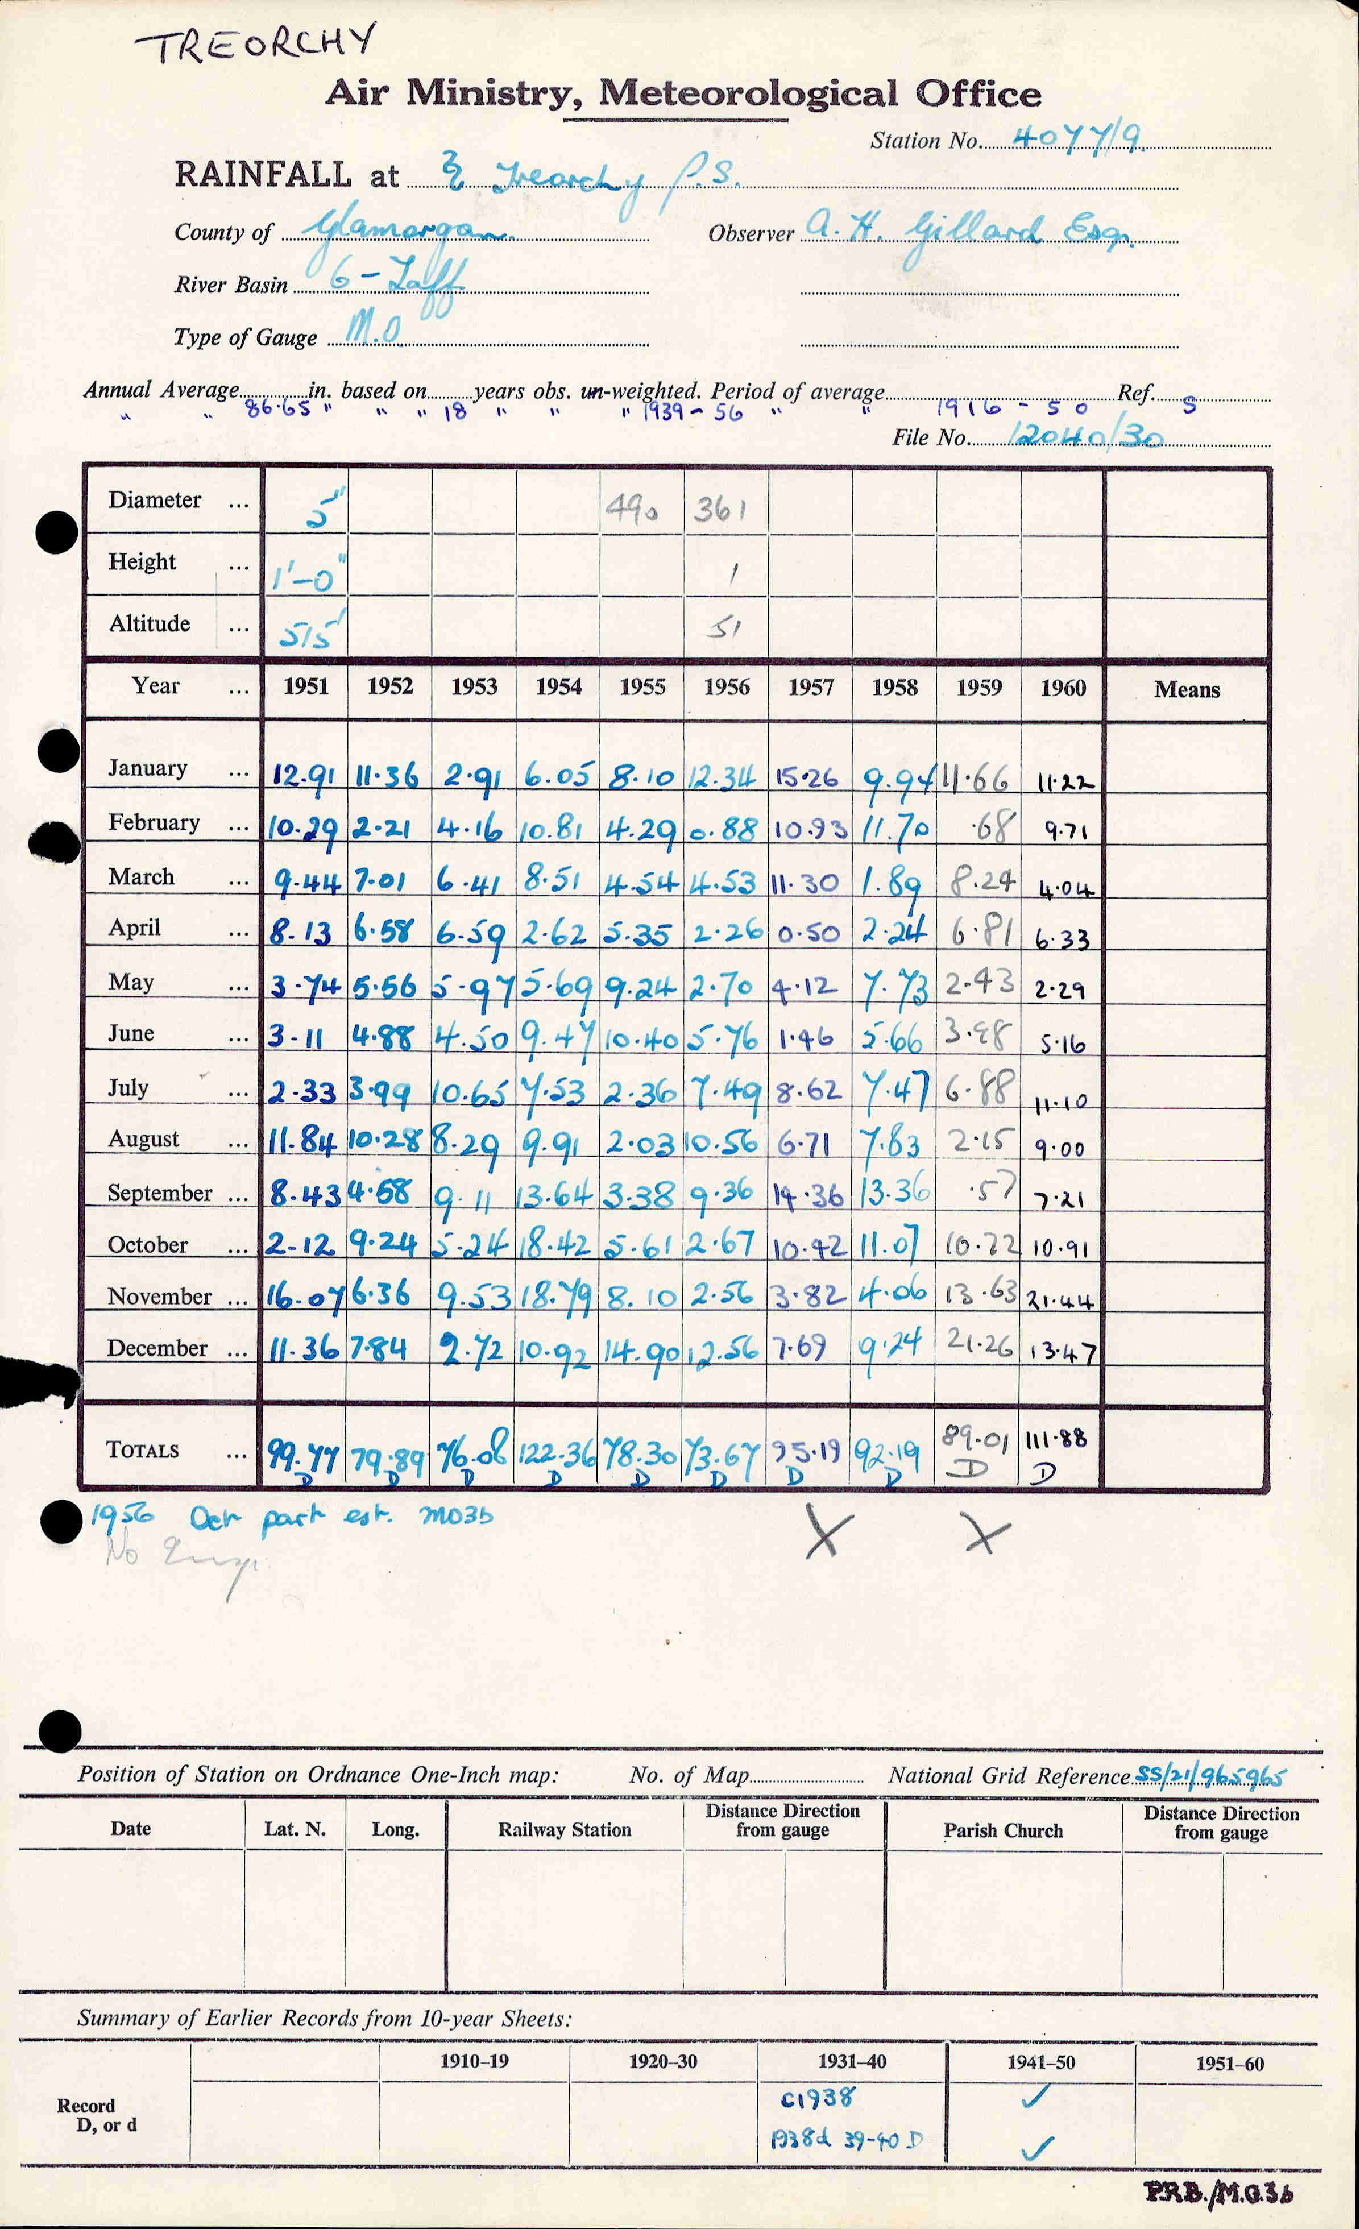 TREORCHY
Air Ministry, Meteorological Office
Station No. 4077/9.
RAINFALL at Treorchy P.S.
County of Glamorgan. Observer A. H. Gillard Esq.
River Basin 6 - Taff
Type of Gauge M.O.
Annual Average in. based on years obs. un-weighted. Period of average Ref.
" " 86.65 " " " 18 " " " 1939-56 " " 1916-50 S
File No. 12040/30
Diameter ... 5" 490 361
Height ... 1'-0" 1
Altitude ... 515' 51
Year ... 1951 1952 1953 1954 1955 1956 1957 1958 1959 1960 Means
January ... 12.91 11.36 2.91 6.05 8.10 12.34 15.26 9.94 11.66 11.22
February ... 10.29 2.21 4.16 10.81 4.29 0.88 10.93 11.70 .68 9.71
March ... 9.44 7.01 6.41 8.51 4.54 4.53 11.30 1.89 8.24 4.04
April ... 8.13 6.58 6.59 2.62 5.35 2.26 0.50 2.24 6.81 6.33
May ... 3.74 5.56 5.97 5.69 9.24 2.70 4.12 7.73 2.43 2.29
June ... 3.11 4.88 4.50 9.47 10.40 5.76 1.46 5.66 3.98 5.16
July ... 2.33 3.99 10.65 7.53 2.36 7.49 8.62 7.47 6.88 11.10
August ... 11.84 10.28 8.29 9.91 2.03 10.56 6.71 7.83 2.15 9.00
September ... 8.43 4.58 9.11 13.64 3.38 9.36 14.36 13.36 .57 7.21
October ... 2.12 9.24 5.24 18.42 5.61 2.67 10.42 11.07 10.72 10.91
November ... 16.07 6.36 9.53 18.79 8.10 2.56 3.82 4.06 13.63 21.44
December ... 11.36 7.84 2.72 10.92 14.90 12.56 7.69 9.24 21.26 13.47
TOTALS ... 99.77 79.89 76.08 122.36 78.30 73.67 95.19 92.19 89.01 111.88
D D D D D D D D D D
1956 Oct part est. MO3b X X
No
Position of Station on Ordnance One-Inch map: No. of Map National Grid Reference SS/21/965965
Date Lat. N. Long. Railway Station Distance Direction from gauge Parish Church Distance Direction from gauge
Summary of Earlier Records from 10-year Sheets:
1910–19 1920–30 1931–40 1941–50 1951–60
Record D, or d C1938 ✓
1938d 39-40 D ✓
P.R.B./M.O.3b